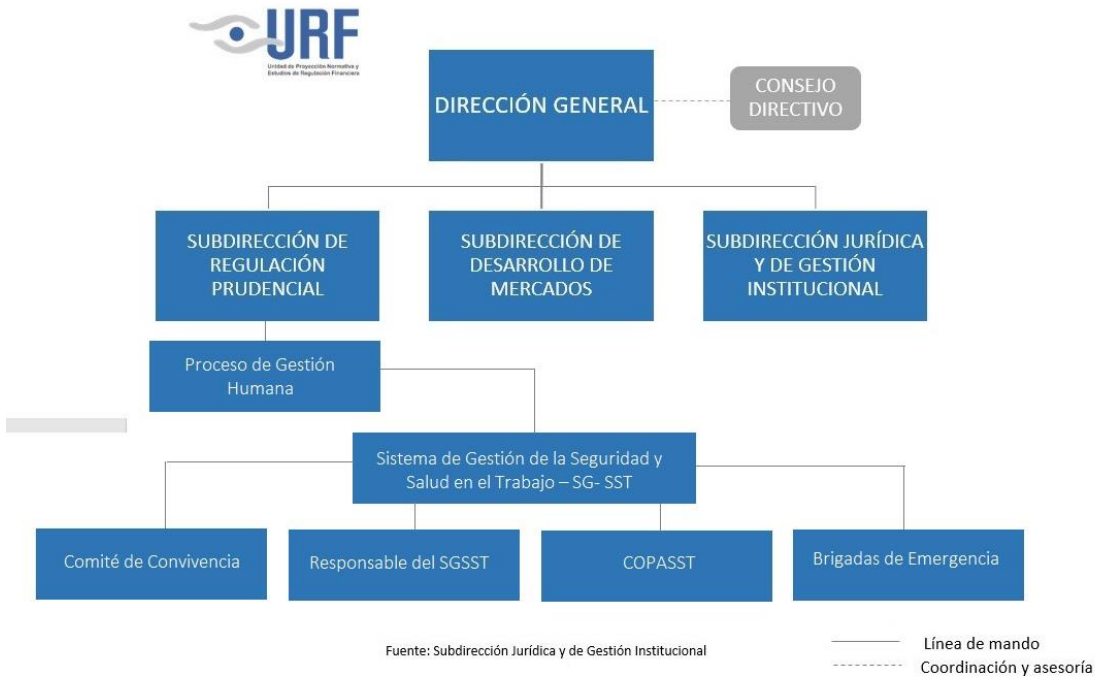 URF
Unidad de Proyección Normativa y
Estudios de Regulación Financiera
DIRECCIÓN GENERAL
CONSEJO
DIRECTIVO
SUBDIRECCIÓN DE
REGULACIÓN
PRUDENCIAL
SUBDIRECCIÓN DE
DESARROLLO DE
MERCADOS
SUBDIRECCIÓN JURÍDICA
Y DE GESTIÓN
INSTITUCIONAL
Proceso de Gestión
Humana
Sistema de Gestión de la Seguridad y
Salud en el Trabajo – SG- SST
Comité de Convivencia
Responsable del SGSST
COPASST
Brigadas de Emergencia
Fuente: Subdirección Jurídica y de Gestión Institucional
Línea de mando
Coordinación y asesoría